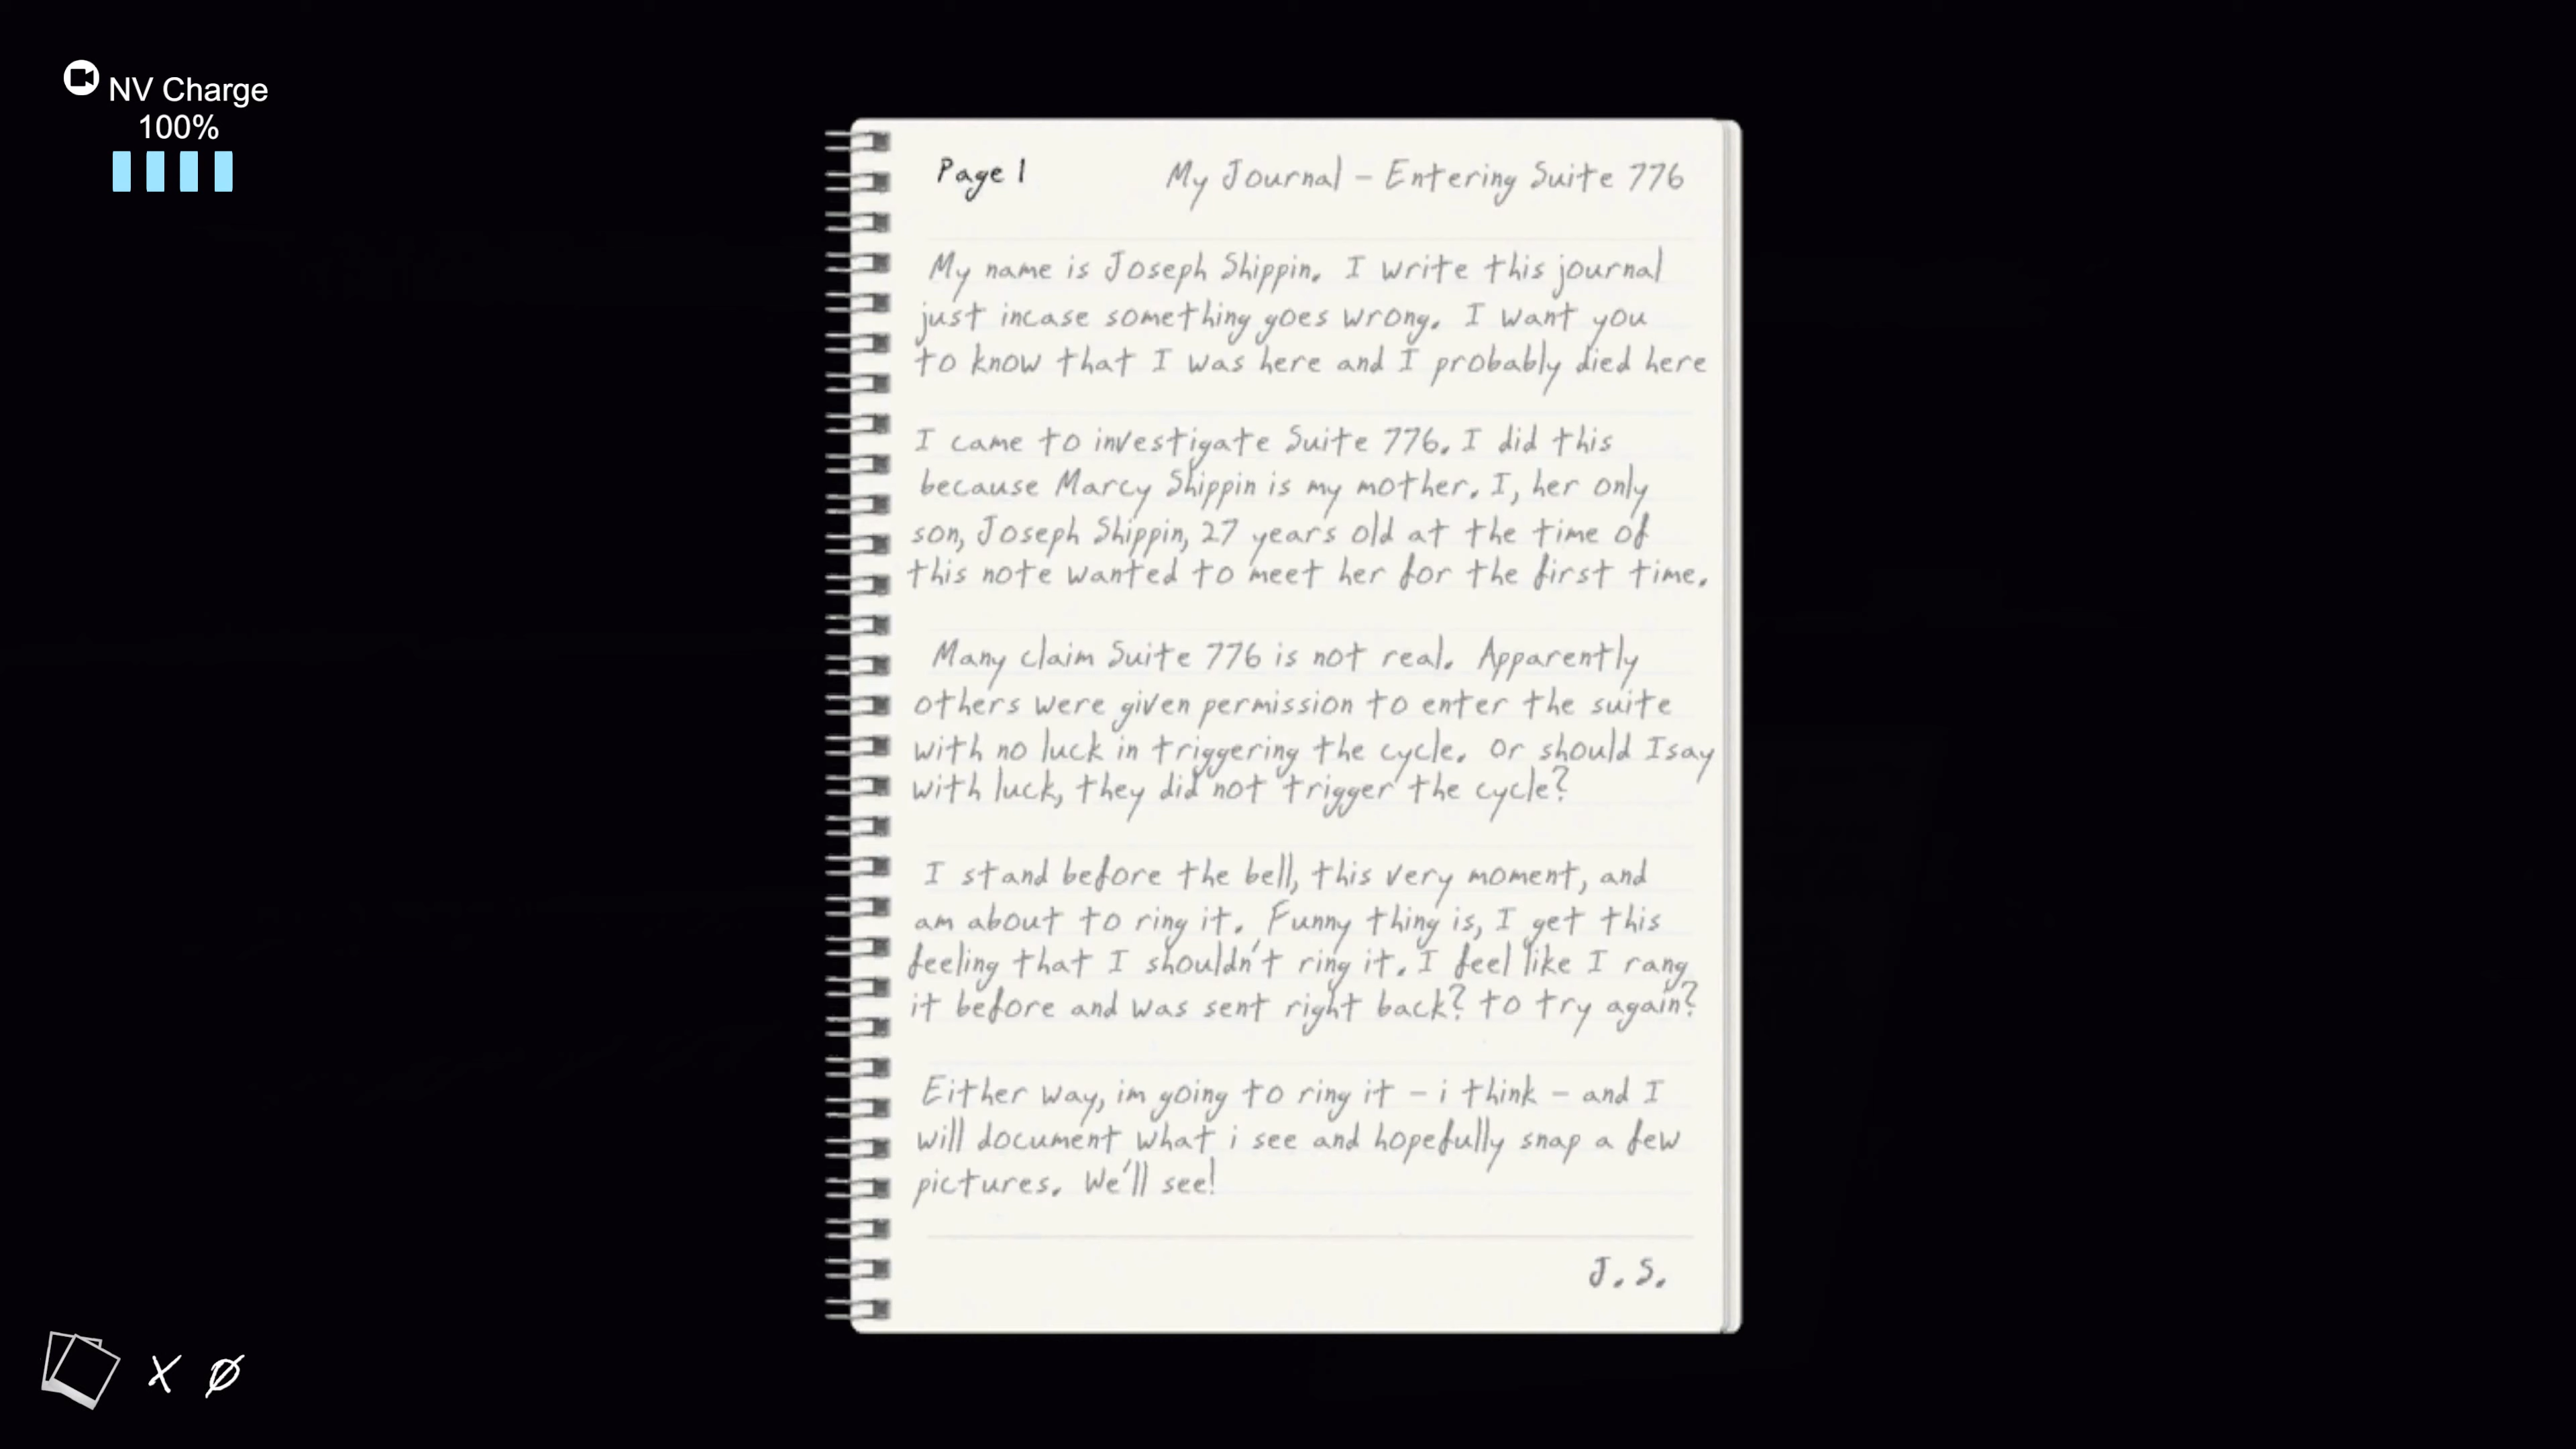 NV Charge
100%
Page 1
My Journal - Entering Suite 776
My name is Joseph Shippin. I write this journal
just incase something goes wrong. I want you
to know that I was here and I probably died here
I came to investigate Suite 776. I did this
because Marcy Shippin is my mother. I, her only
son, Joseph Shippin, 27 years old at the time of
this note wanted to meet her for the first time.
Many claim Suite 776 is not real. Apparently
others were given permission to enter the suite
with no luck in triggering the cycle. Or should I say
with luck, they did not trigger the cycle?
I stand before the bell, this very moment, and
am about to ring it. Funny thing is, I get this
feeling that I shouldn't ring it. I feel like I rang
it before and was sent right back? to try again?
Either way, im going to ring it - i think - and I
will document what i see and hopefully snap a few
pictures. We'll see!
J.S.
X 0